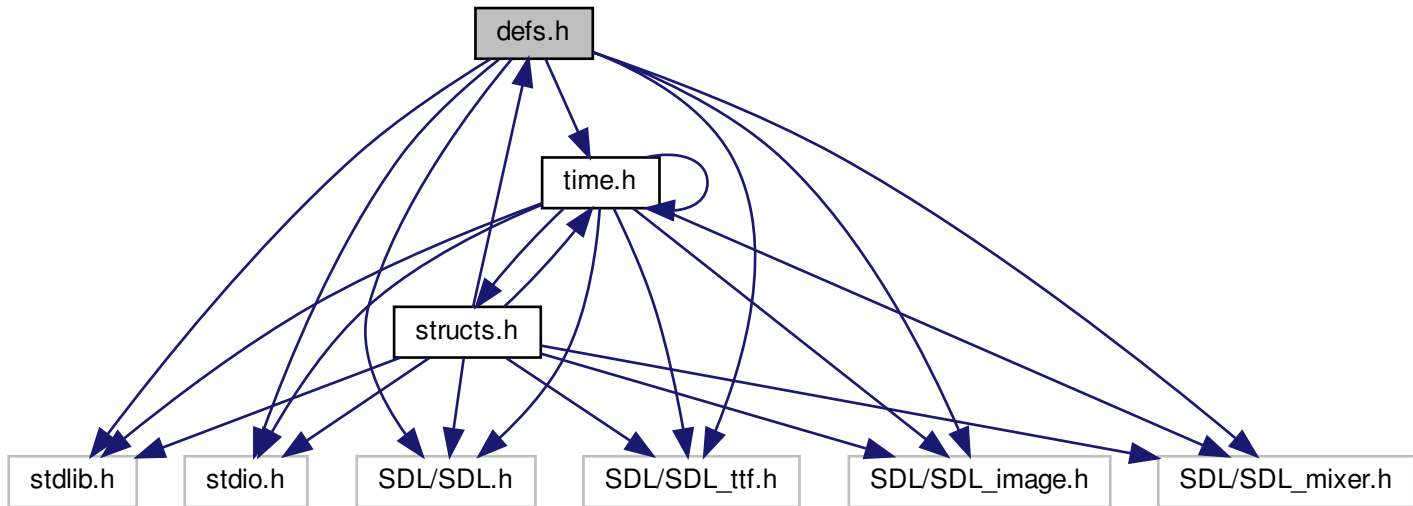 defs.h
time.h
structs.h
stdlib.h
stdio.h
SDL/SDL.h
SDL/SDL_ttf.h
SDL/SDL_image.h
SDL/SDL_mixer.h